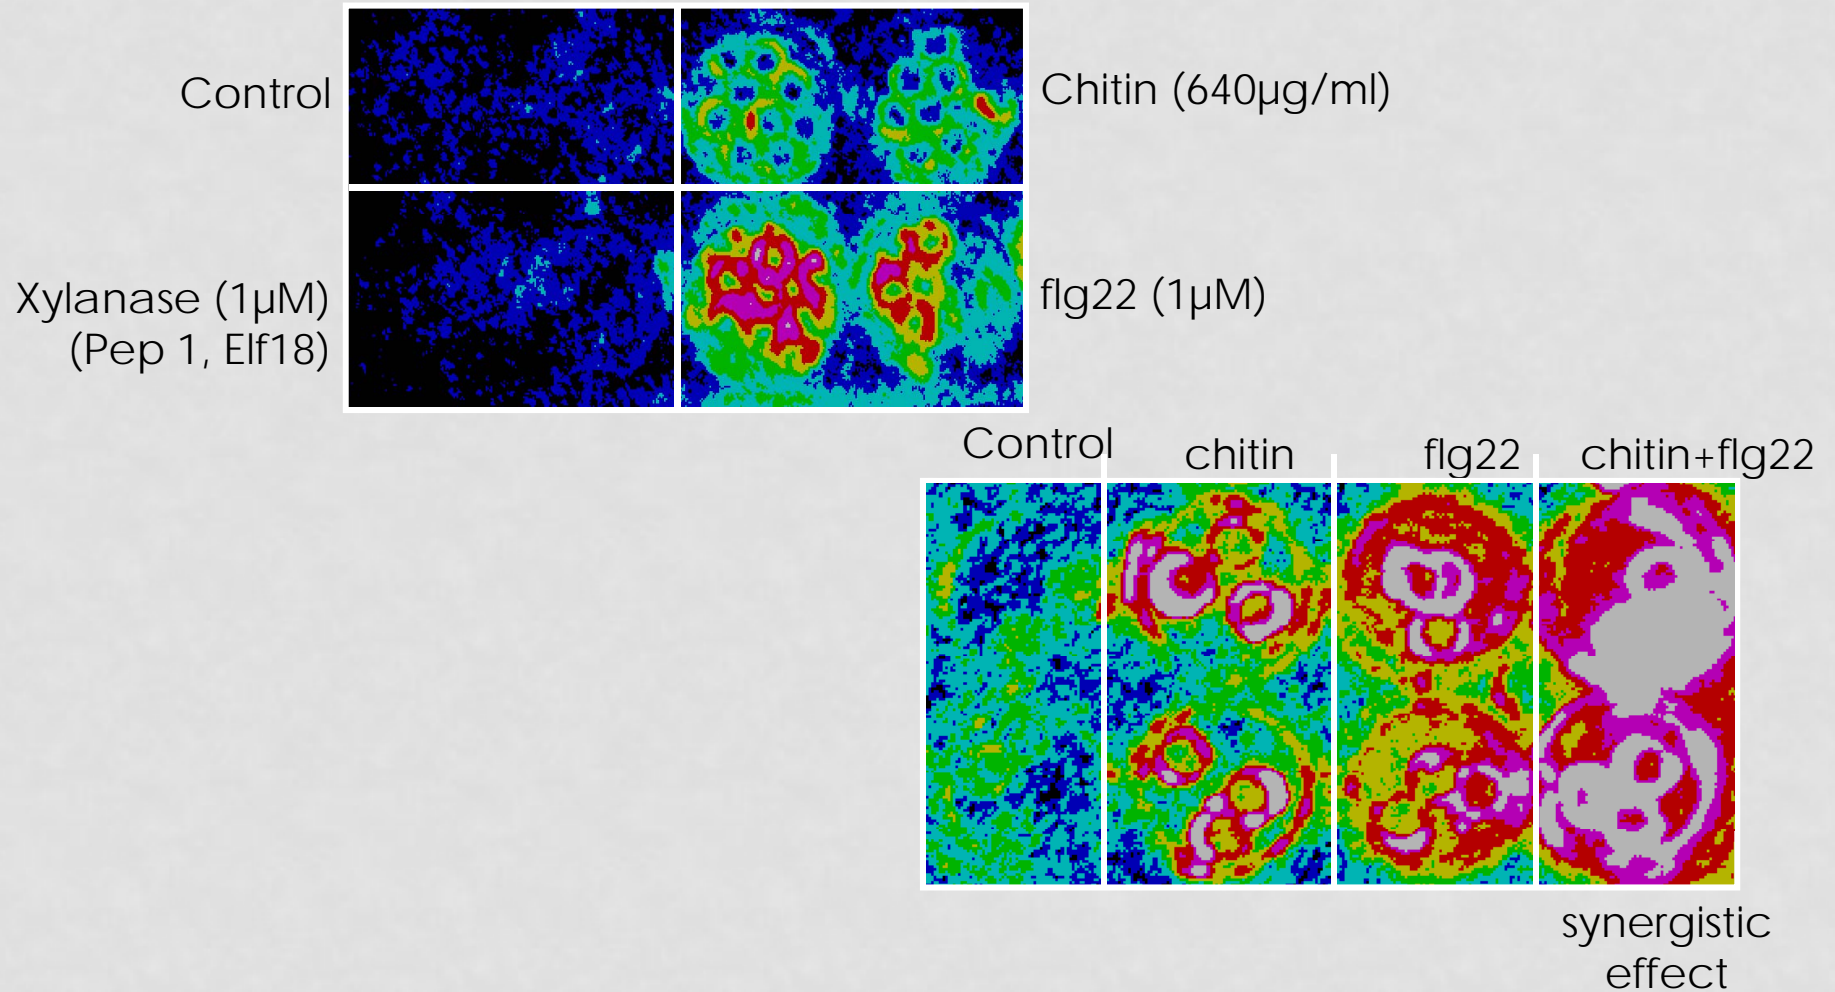 Control
Chitin (640µg/ml)
Xylanase (1µM)
(Pep 1, Elf18)
flg22 (1µM)
Control
chitin
flg22
chitin+flg22
synergistic
effect